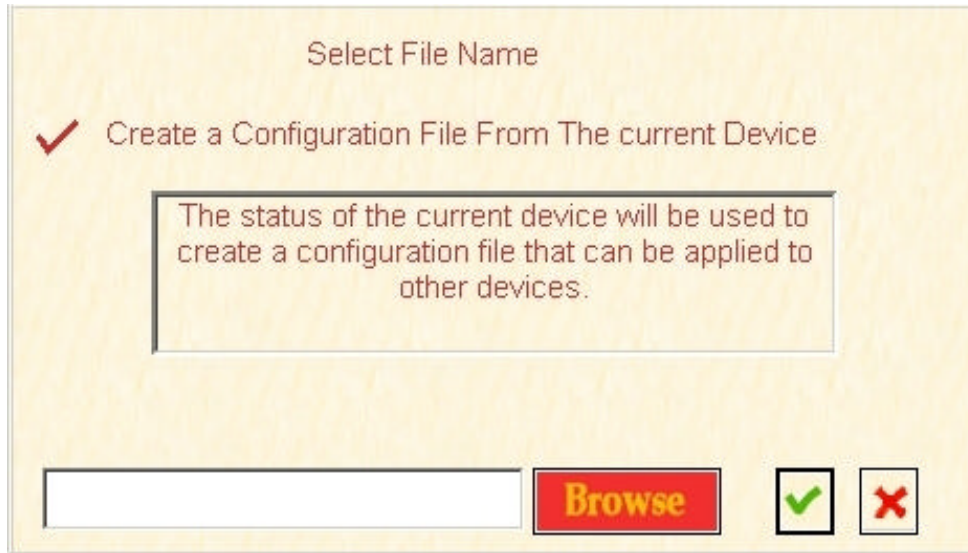 Select File Name
Create a Configuration File From The current Device
The status of the current device will be used to
create a configuration file that can be applied to
other devices.
Browse